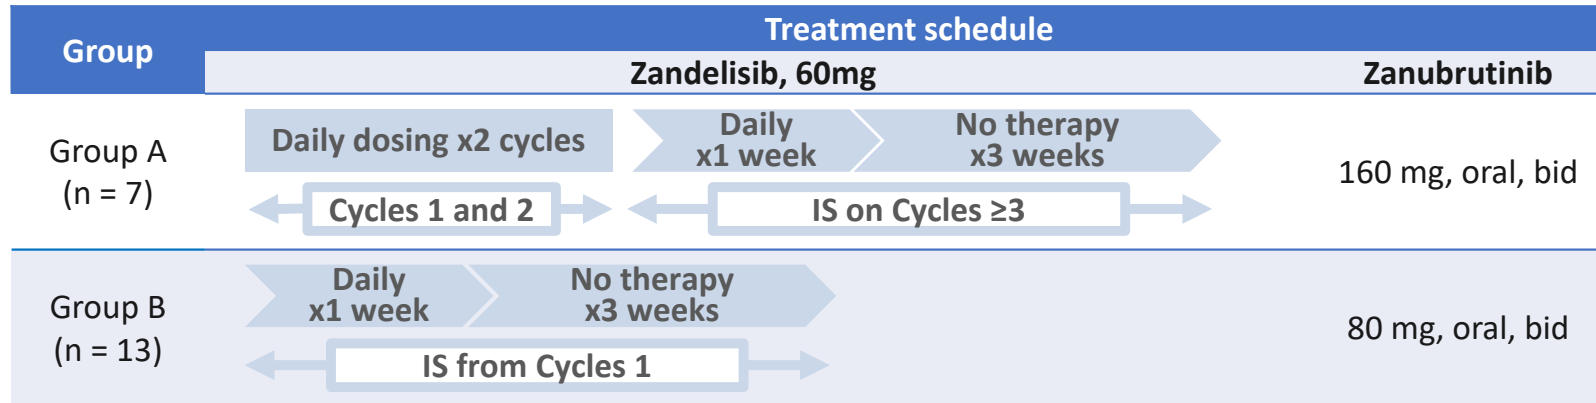 Group
Treatment schedule
Zandelisib, 60mg
Zanubrutinib
Group A
(n = 7)
Daily dosing x2 cycles
Daily
x1 week
No therapy
x3 weeks
Cycles 1 and 2
IS on Cycles ≥3
160 mg, oral, bid
Group B
(n = 13)
Daily
x1 week
No therapy
x3 weeks
IS from Cycles 1
80 mg, oral, bid